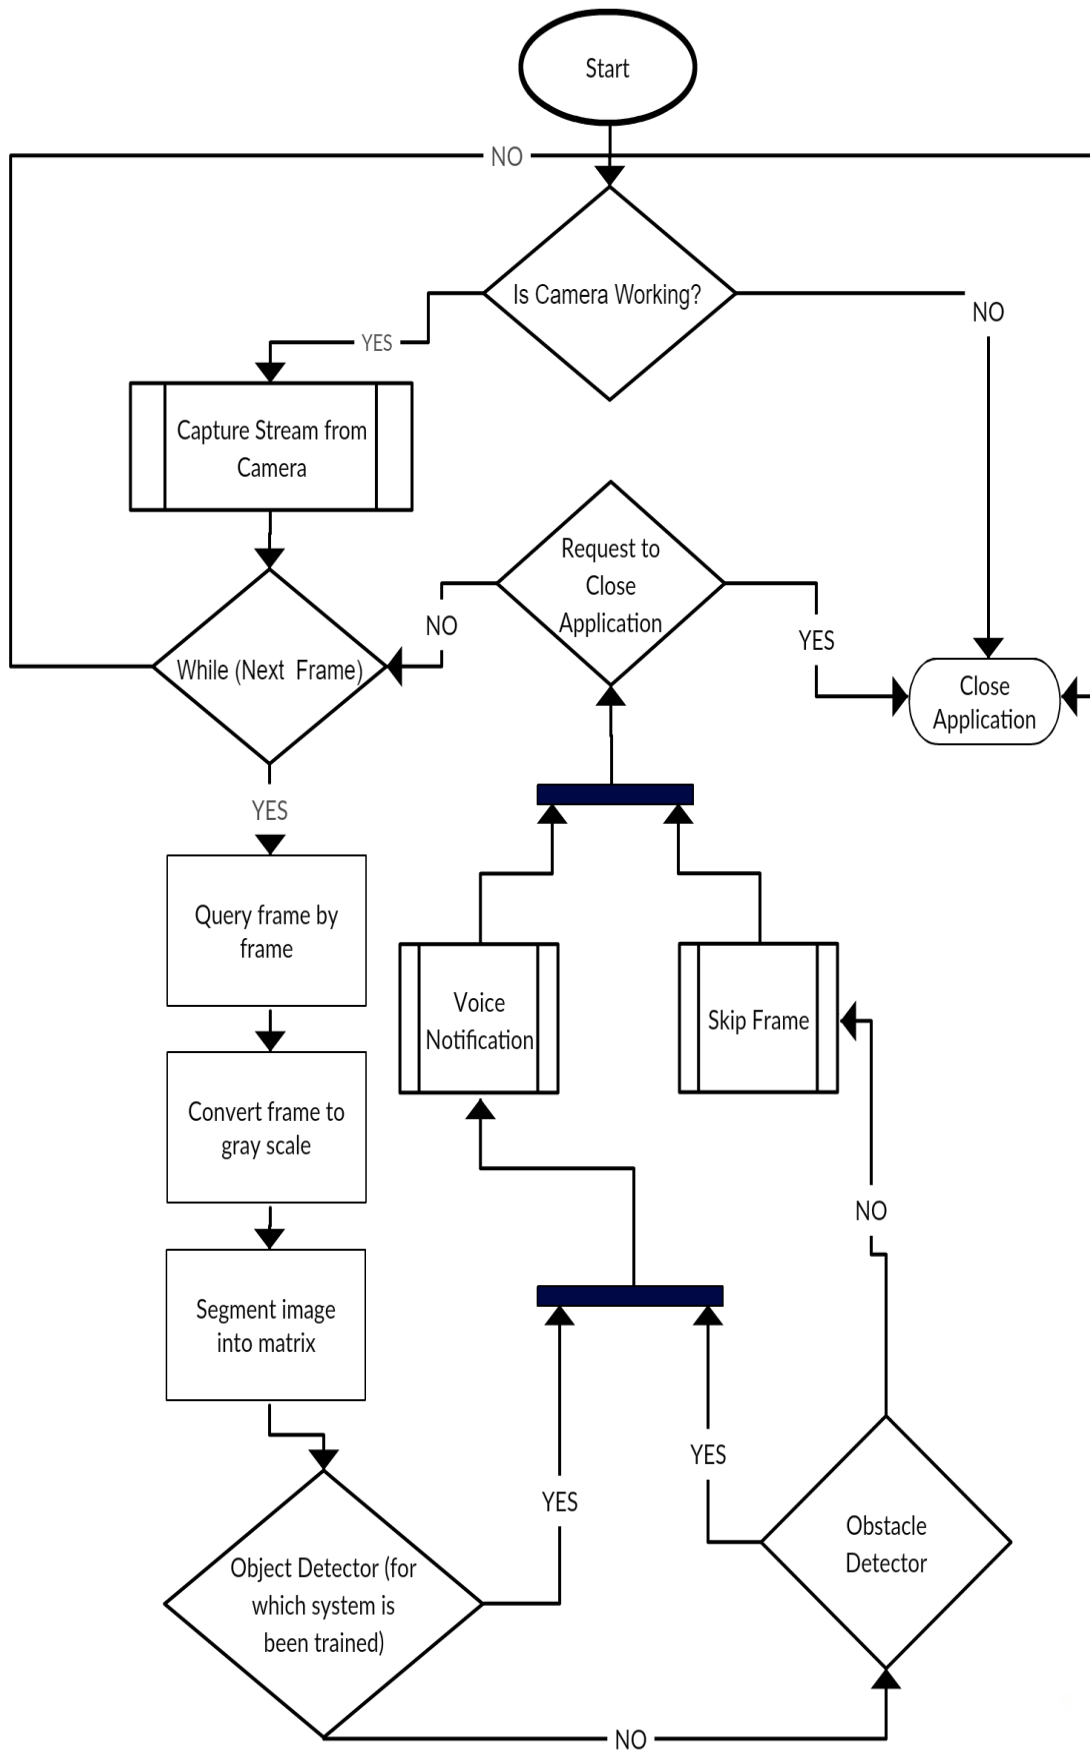 Start
NO
Is Camera Working?
NO
YES
Capture Stream from
Camera
Request to
Close
Application
NO
YES
While (Next Frame)
Close
Application
YES
Query frame by
frame
Voice
Notification
Skip Frame
Convert frame to
gray scale
NO
Segment image
into matrix
YES
YES
Obstacle
Detector
Object Detector (for
which system is
been trained)
NO